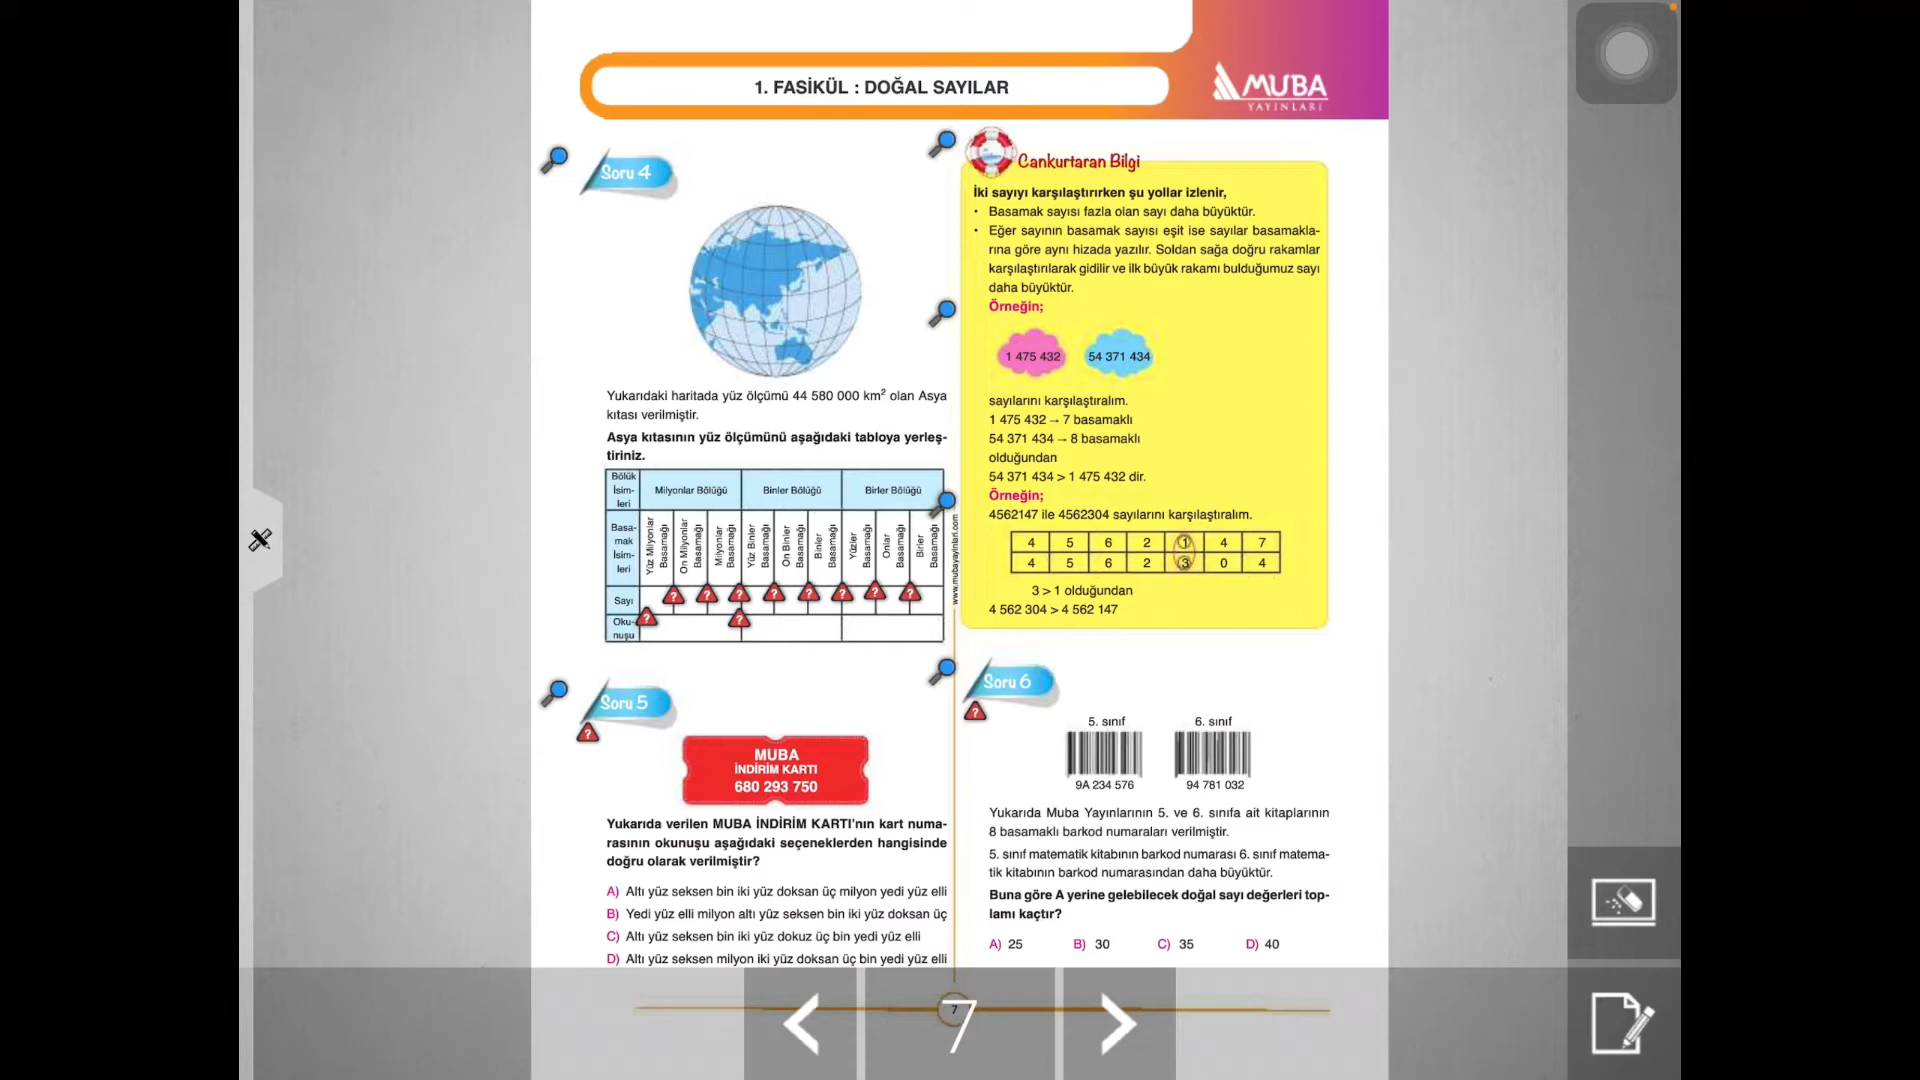 1. FASİKÜL : DOĞAL SAYILAR
MUBA
YAYINLARI
Soru 4
Yukarıdaki haritada yüz ölçümü 44 580 000 km² olan Asya
kıtası verilmiştir.
Asya kıtasının yüz ölçümünü aşağıdaki tabloya yerleş-
tiriniz.
Bölük
İsim-
leri
Milyonlar Bölüğü
Binler Bölüğü
Birler Bölüğü
Basa-
mak
İsim-
leri
Yüz Milyonlar
Basamağı
On Milyonlar
Basamağı
Milyonlar
Basamağı
Yüz Binler
Basamağı
On Binler
Basamağı
Binler
Basamağı
Yüzler
Basamağı
Onlar
Basamağı
Birler
Basamağı
Sayı
? ? ? ? ? ? ? ?
Oku-
nuşu
? ?
www.mubayayinlari.com
Soru 5
?
MUBA
İNDİRİM KARTI
680 293 750
Yukarıda verilen MUBA İNDİRİM KARTI'nın kart numa-
rasının okunuşu aşağıdaki seçeneklerden hangisinde
doğru olarak verilmiştir?
A) Altı yüz seksen bin iki yüz doksan üç milyon yedi yüz elli
B) Yedi yüz elli milyon altı yüz seksen bin iki yüz doksan üç
C) Altı yüz seksen bin iki yüz dokuz üç bin yedi yüz elli
D) Altı yüz seksen milyon iki yüz doksan üç bin yedi yüz elli
Cankurtaran Bilgi
İki sayıyı karşılaştırırken şu yollar izlenir,
• Basamak sayısı fazla olan sayı daha büyüktür.
• Eğer sayının basamak sayısı eşit ise sayılar basamakla-
rına göre aynı hizada yazılır. Soldan sağa doğru rakamlar
karşılaştırılarak gidilir ve ilk büyük rakamı bulduğumuz sayı
daha büyüktür.
Örneğin;
1 475 432 54 371 434
sayılarını karşılaştıralım.
1 475 432 → 7 basamaklı
54 371 434 → 8 basamaklı
olduğundan
54 371 434 > 1 475 432 dir.
Örneğin;
4562147 ile 4562304 sayılarını karşılaştıralım.
4 5 6 2 1 4 7
4 5 6 2 3 0 4
3 > 1 olduğundan
4 562 304 > 4 562 147
Soru 6
?
5. sınıf 6. sınıf
9A 234 576 94 781 032
Yukarıda Muba Yayınlarının 5. ve 6. sınıfa ait kitaplarının
8 basamaklı barkod numaraları verilmiştir.
5. sınıf matematik kitabının barkod numarası 6. sınıf matema-
tik kitabının barkod numarasından daha büyüktür.
Buna göre A yerine gelebilecek doğal sayı değerleri top-
lamı kaçtır?
A) 25 B) 30 C) 35 D) 40
7
7